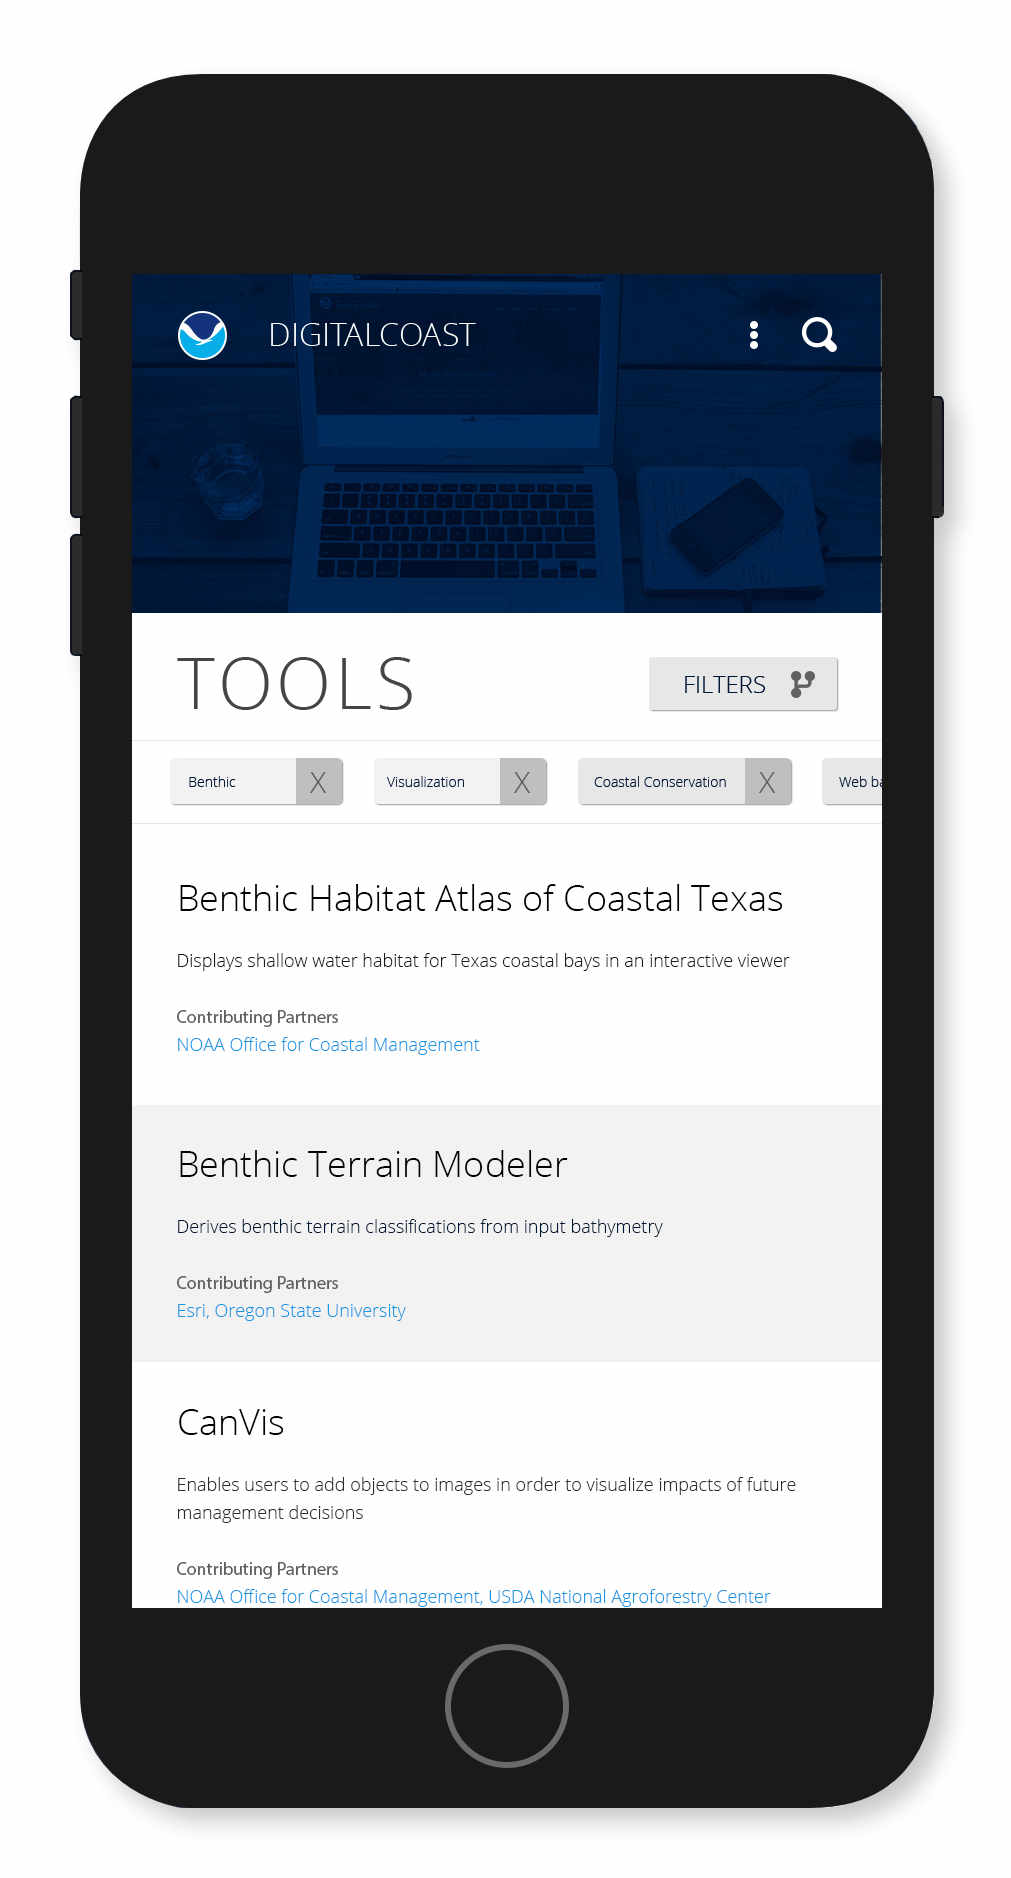 DIGITALCOAST
TOOLS
FILTERS
Benthic X Visualization X Coastal Conservation X Web ba
Benthic Habitat Atlas of Coastal Texas
Displays shallow water habitat for Texas coastal bays in an interactive viewer
Contributing Partners
NOAA Office for Coastal Management
Benthic Terrain Modeler
Derives benthic terrain classifications from input bathymetry
Contributing Partners
Esri, Oregon State University
CanVis
Enables users to add objects to images in order to visualize impacts of future
management decisions
Contributing Partners
NOAA Office for Coastal Management, USDA National Agroforestry Center